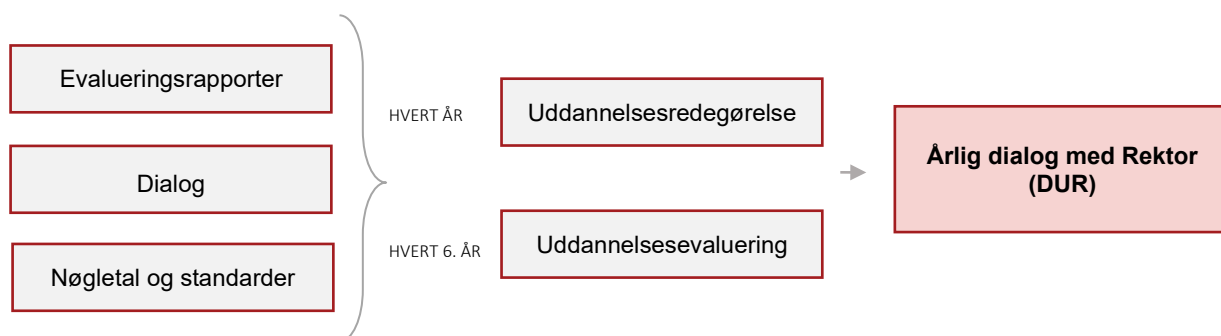 Evalueringsrapporter
Dialog
Nøgletal og standarder
HVERT ÅR
Uddannelsesredegørelse
HVERT 6. ÅR
Uddannelsesevaluering
Årlig dialog med Rektor
(DUR)